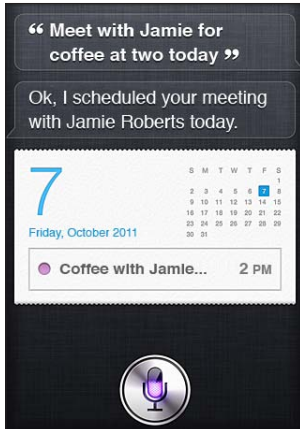 “ Meet with Jamie for
coffee at two today ”
Ok, I scheduled your meeting
with Jamie Roberts today.
7
Friday, October 2011
S M T W T F S
1
2 3 4 5 6 7 8
9 10 11 12 13 14 15
16 17 18 19 20 21 22
23 24 25 26 27 28 29
30 31
Coffee with Jamie... 2 PM